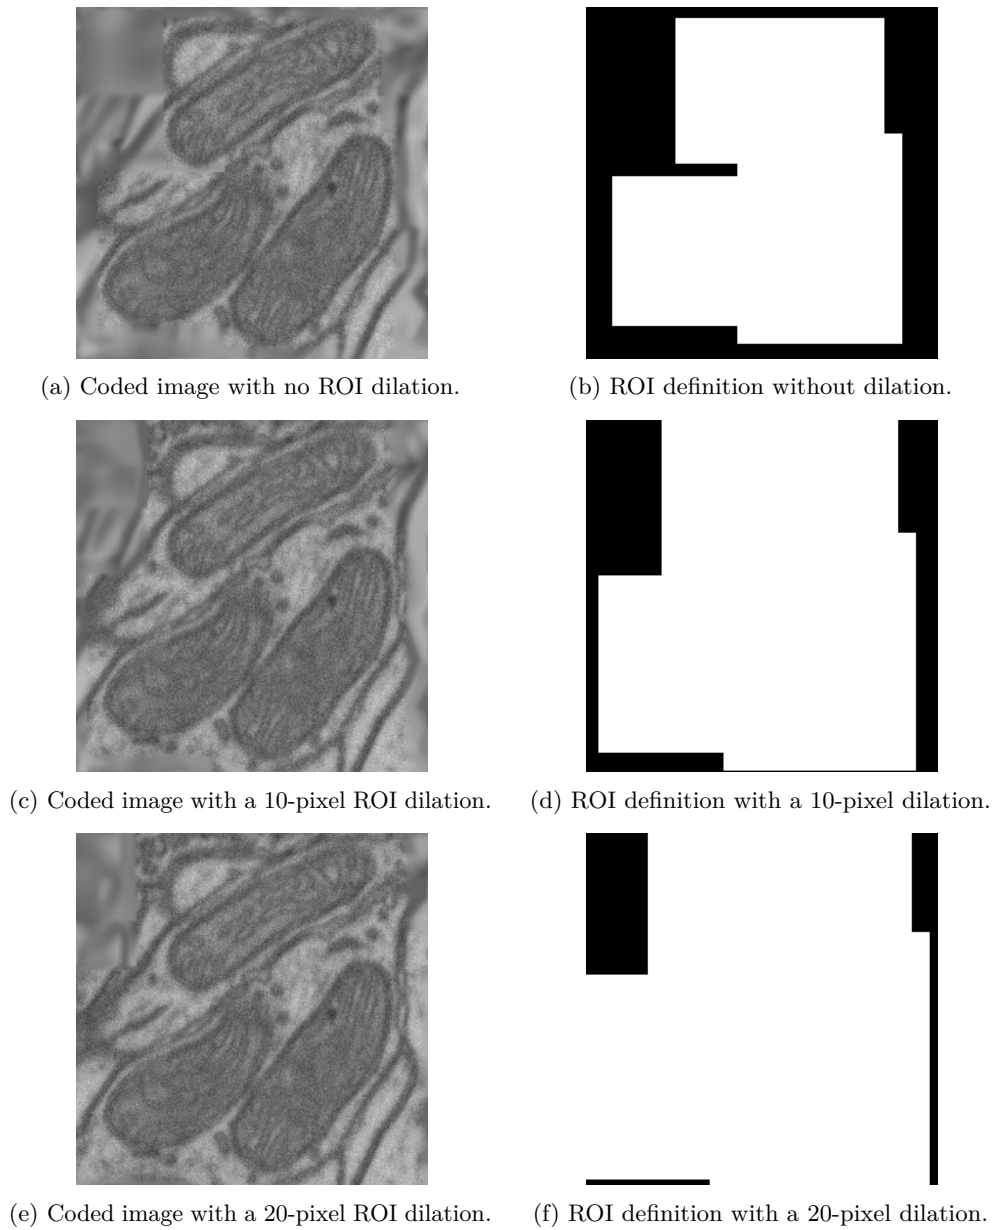 (a) Coded image with no ROI dilation.
(b) ROI definition without dilation.
(c) Coded image with a 10-pixel ROI dilation.
(d) ROI definition with a 10-pixel dilation.
(e) Coded image with a 20-pixel ROI dilation.
(f) ROI definition with a 20-pixel dilation.